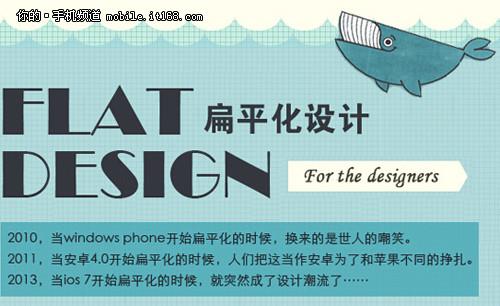 你的·手机频道 mobile.it168.com
FLAT 扁平化设计
DESIGN
For the designers
2010，当windows phone开始扁平化的时候，换来的是世人的嘲笑。
2011，当安卓4.0开始扁平化的时候，人们把这当作安卓为了和苹果不同的挣扎。
2013，当ios 7开始扁平化的时候，就突然成了设计潮流了……